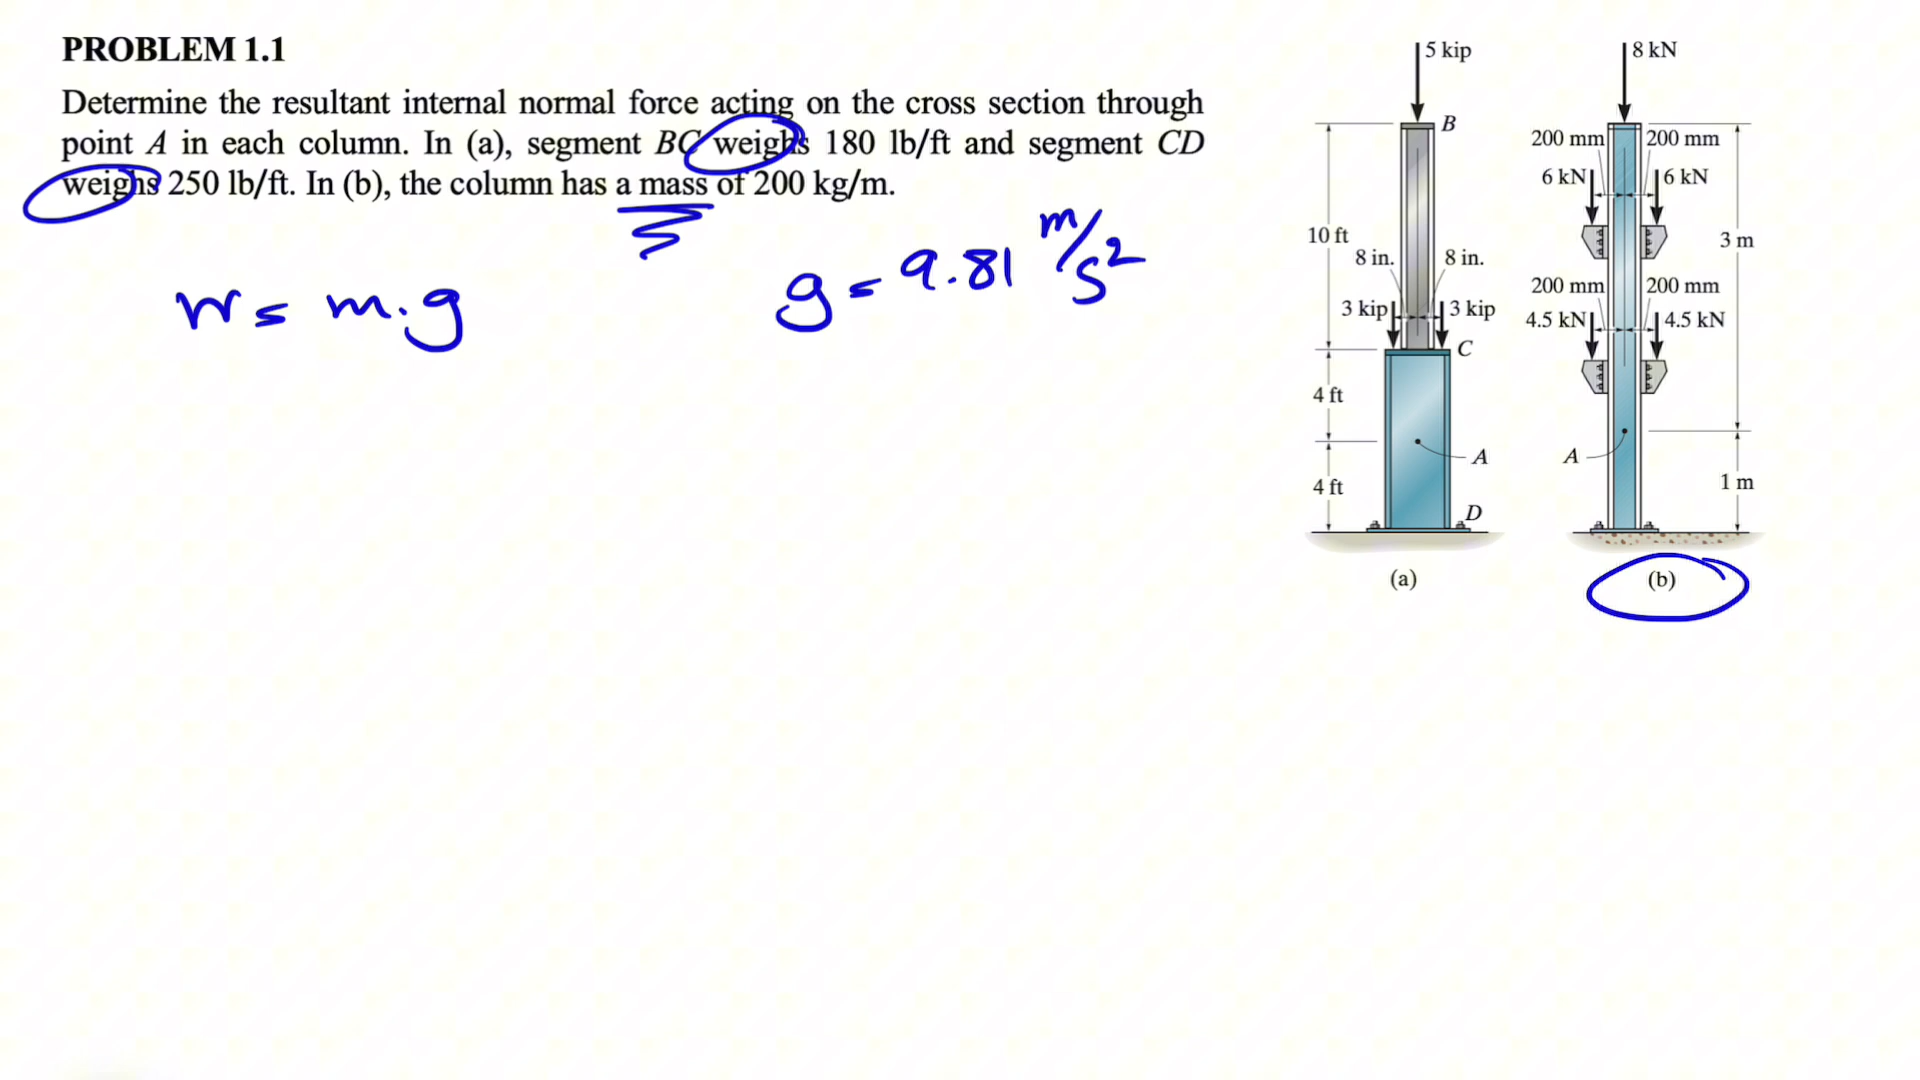 PROBLEM 1.1
Determine the resultant internal normal force acting on the cross section through
point A in each column. In (a), segment BC weighs 180 lb/ft and segment CD
weighs 250 lb/ft. In (b), the column has a mass of 200 kg/m.
W = m.g
g = 9.81 m/s²
5 kip
B
10 ft
8 in.
8 in.
3 kip
3 kip
C
4 ft
A
4 ft
D
(a)
8 kN
200 mm
200 mm
6 kN
6 kN
3 m
200 mm
200 mm
4.5 kN
4.5 kN
A
1 m
(b)